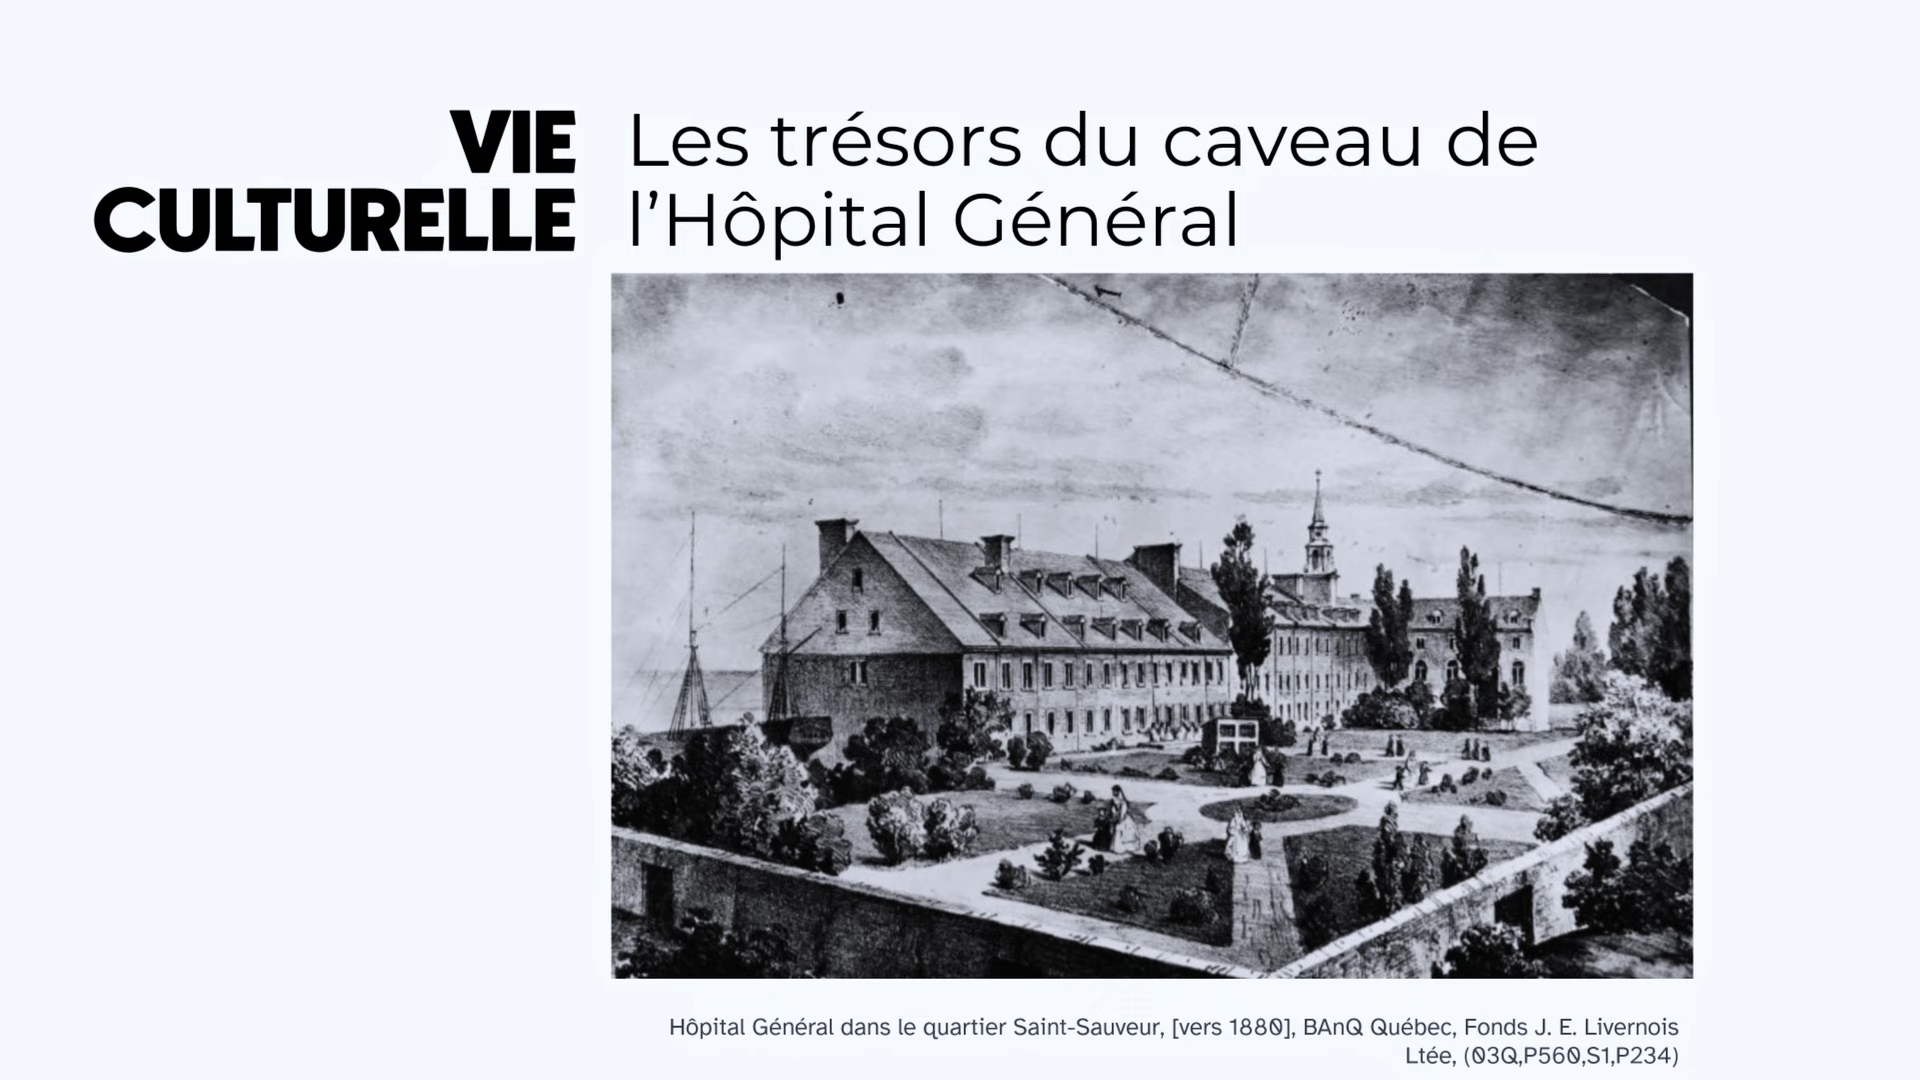 VIE
CULTURELLE
Les trésors du caveau de
l’Hôpital Général
Hôpital Général dans le quartier Saint-Sauveur, [vers 1880], BAnQ Québec, Fonds J. E. Livernois
Ltée, (03Q,P560,S1,P234)